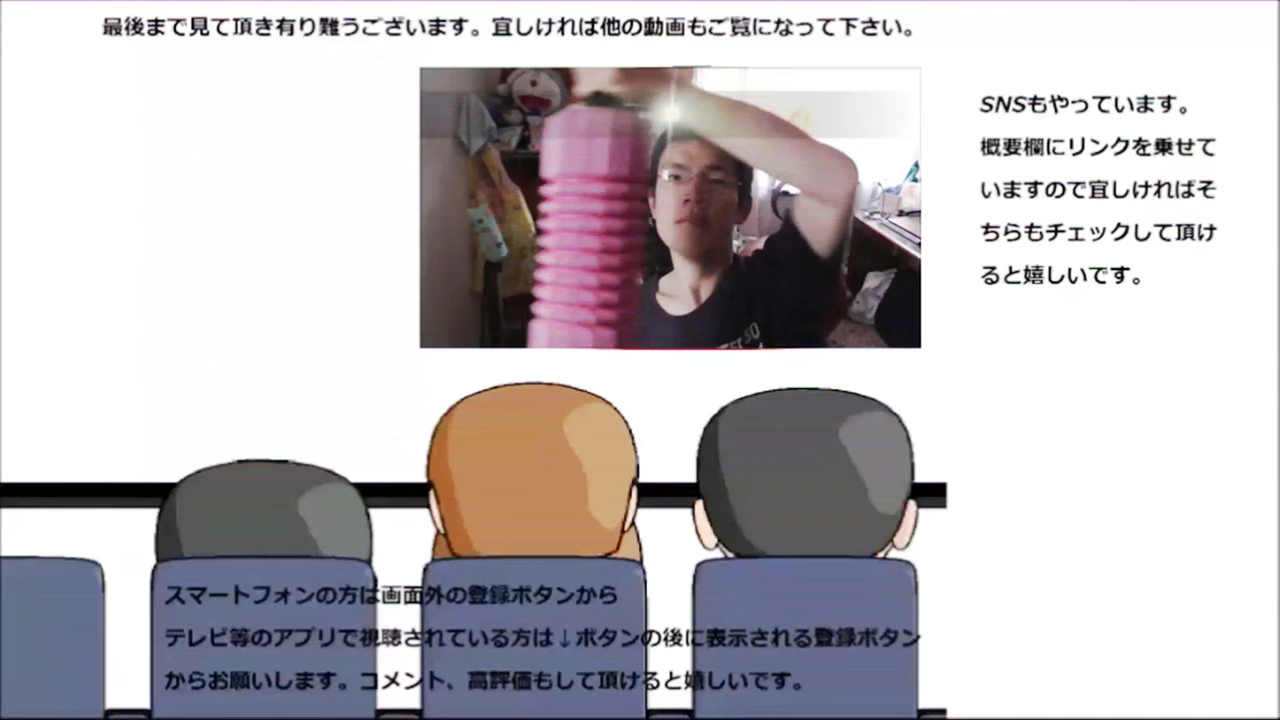 最後まで見て頂き有り難うございます。宜しければ他の動画もご覧になって下さい。
SNSもやっています。
概要欄にリンクを乗せて
いますので宜しければそ
ちらもチェックして頂け
ると嬉しいです。
スマートフォンの方は画面外の登録ボタンから
テレビ等のアプリで視聴されている方は↓ボタンの後に表示される登録ボタン
からお願いします。コメント、高評価もして頂けると嬉しいです。